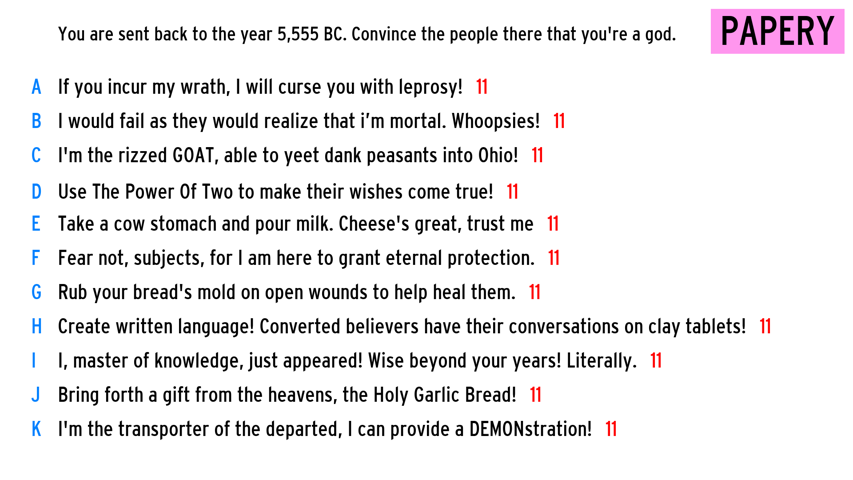 You are sent back to the year 5,555 BC. Convince the people there that you're a god.
PAPERY
A If you incur my wrath, I will curse you with leprosy! 11
B I would fail as they would realize that i’m mortal. Whoopsies! 11
C I'm the rizzed GOAT, able to yeet dank peasants into Ohio! 11
D Use The Power Of Two to make their wishes come true! 11
E Take a cow stomach and pour milk. Cheese's great, trust me 11
F Fear not, subjects, for I am here to grant eternal protection. 11
G Rub your bread's mold on open wounds to help heal them. 11
H Create written language! Converted believers have their conversations on clay tablets! 11
I I, master of knowledge, just appeared! Wise beyond your years! Literally. 11
J Bring forth a gift from the heavens, the Holy Garlic Bread! 11
K I'm the transporter of the departed, I can provide a DEMONstration! 11